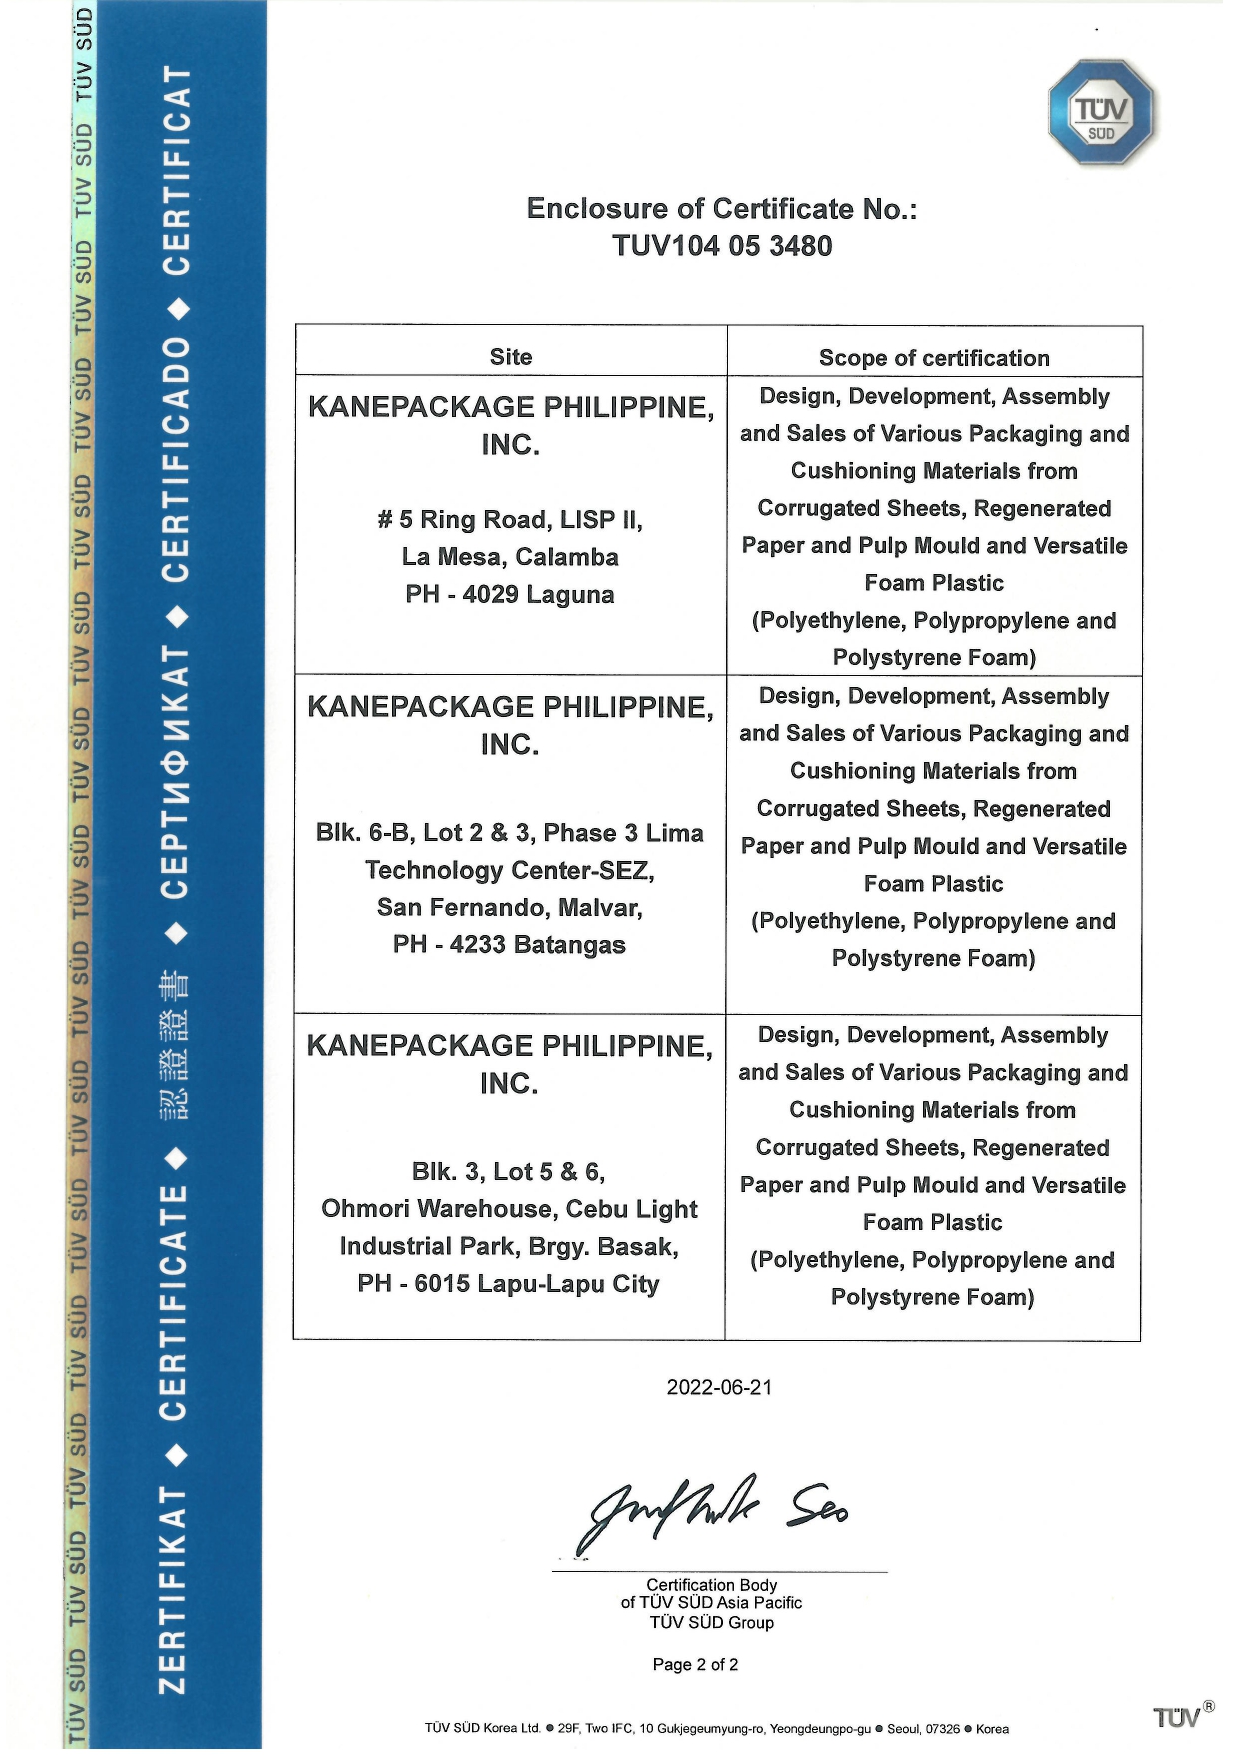 TÜV SÜD TÜV SÜD TÜV SÜD TÜV SÜD TÜV SÜD TÜV SÜD TÜV SÜD TÜV SÜD TÜV SÜD TÜV SÜD TÜV SÜD TÜV SÜD TÜV SÜD TÜV SÜD TÜV SÜD
ZERTIFIKAT ◆ CERTIFICATE ◆ 認證證書 ◆ СЕРТИФИКАТ ◆ CERTIFICADO ◆ CERTIFICAT
TÜV
SÜD
Enclosure of Certificate No.:
TUV104 05 3480
Site
Scope of certification
KANEPACKAGE PHILIPPINE,
INC.
# 5 Ring Road, LISP II,
La Mesa, Calamba
PH - 4029 Laguna
Design, Development, Assembly
and Sales of Various Packaging and
Cushioning Materials from
Corrugated Sheets, Regenerated
Paper and Pulp Mould and Versatile
Foam Plastic
(Polyethylene, Polypropylene and
Polystyrene Foam)
KANEPACKAGE PHILIPPINE,
INC.
Blk. 6-B, Lot 2 & 3, Phase 3 Lima
Technology Center-SEZ,
San Fernando, Malvar,
PH - 4233 Batangas
Design, Development, Assembly
and Sales of Various Packaging and
Cushioning Materials from
Corrugated Sheets, Regenerated
Paper and Pulp Mould and Versatile
Foam Plastic
(Polyethylene, Polypropylene and
Polystyrene Foam)
KANEPACKAGE PHILIPPINE,
INC.
Blk. 3, Lot 5 & 6,
Ohmori Warehouse, Cebu Light
Industrial Park, Brgy. Basak,
PH - 6015 Lapu-Lapu City
Design, Development, Assembly
and Sales of Various Packaging and
Cushioning Materials from
Corrugated Sheets, Regenerated
Paper and Pulp Mould and Versatile
Foam Plastic
(Polyethylene, Polypropylene and
Polystyrene Foam)
2022-06-21
Seo
Certification Body
of TÜV SÜD Asia Pacific
TÜV SÜD Group
Page 2 of 2
TÜV SÜD Korea Ltd. ● 29F, Two IFC, 10 Gukjegeumyung-ro, Yeongdeungpo-gu ● Seoul, 07326 ● Korea
TÜV®